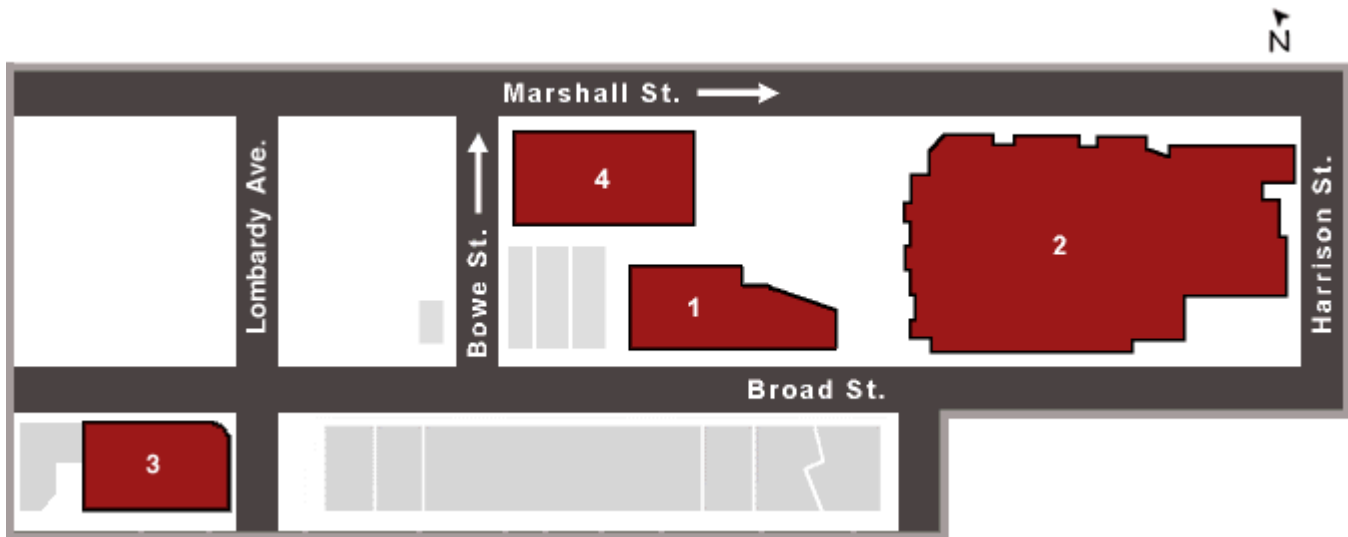 N
Marshall St.
Lombardy Ave.
Bowe St.
4
1
2
Harrison St.
Broad St.
3